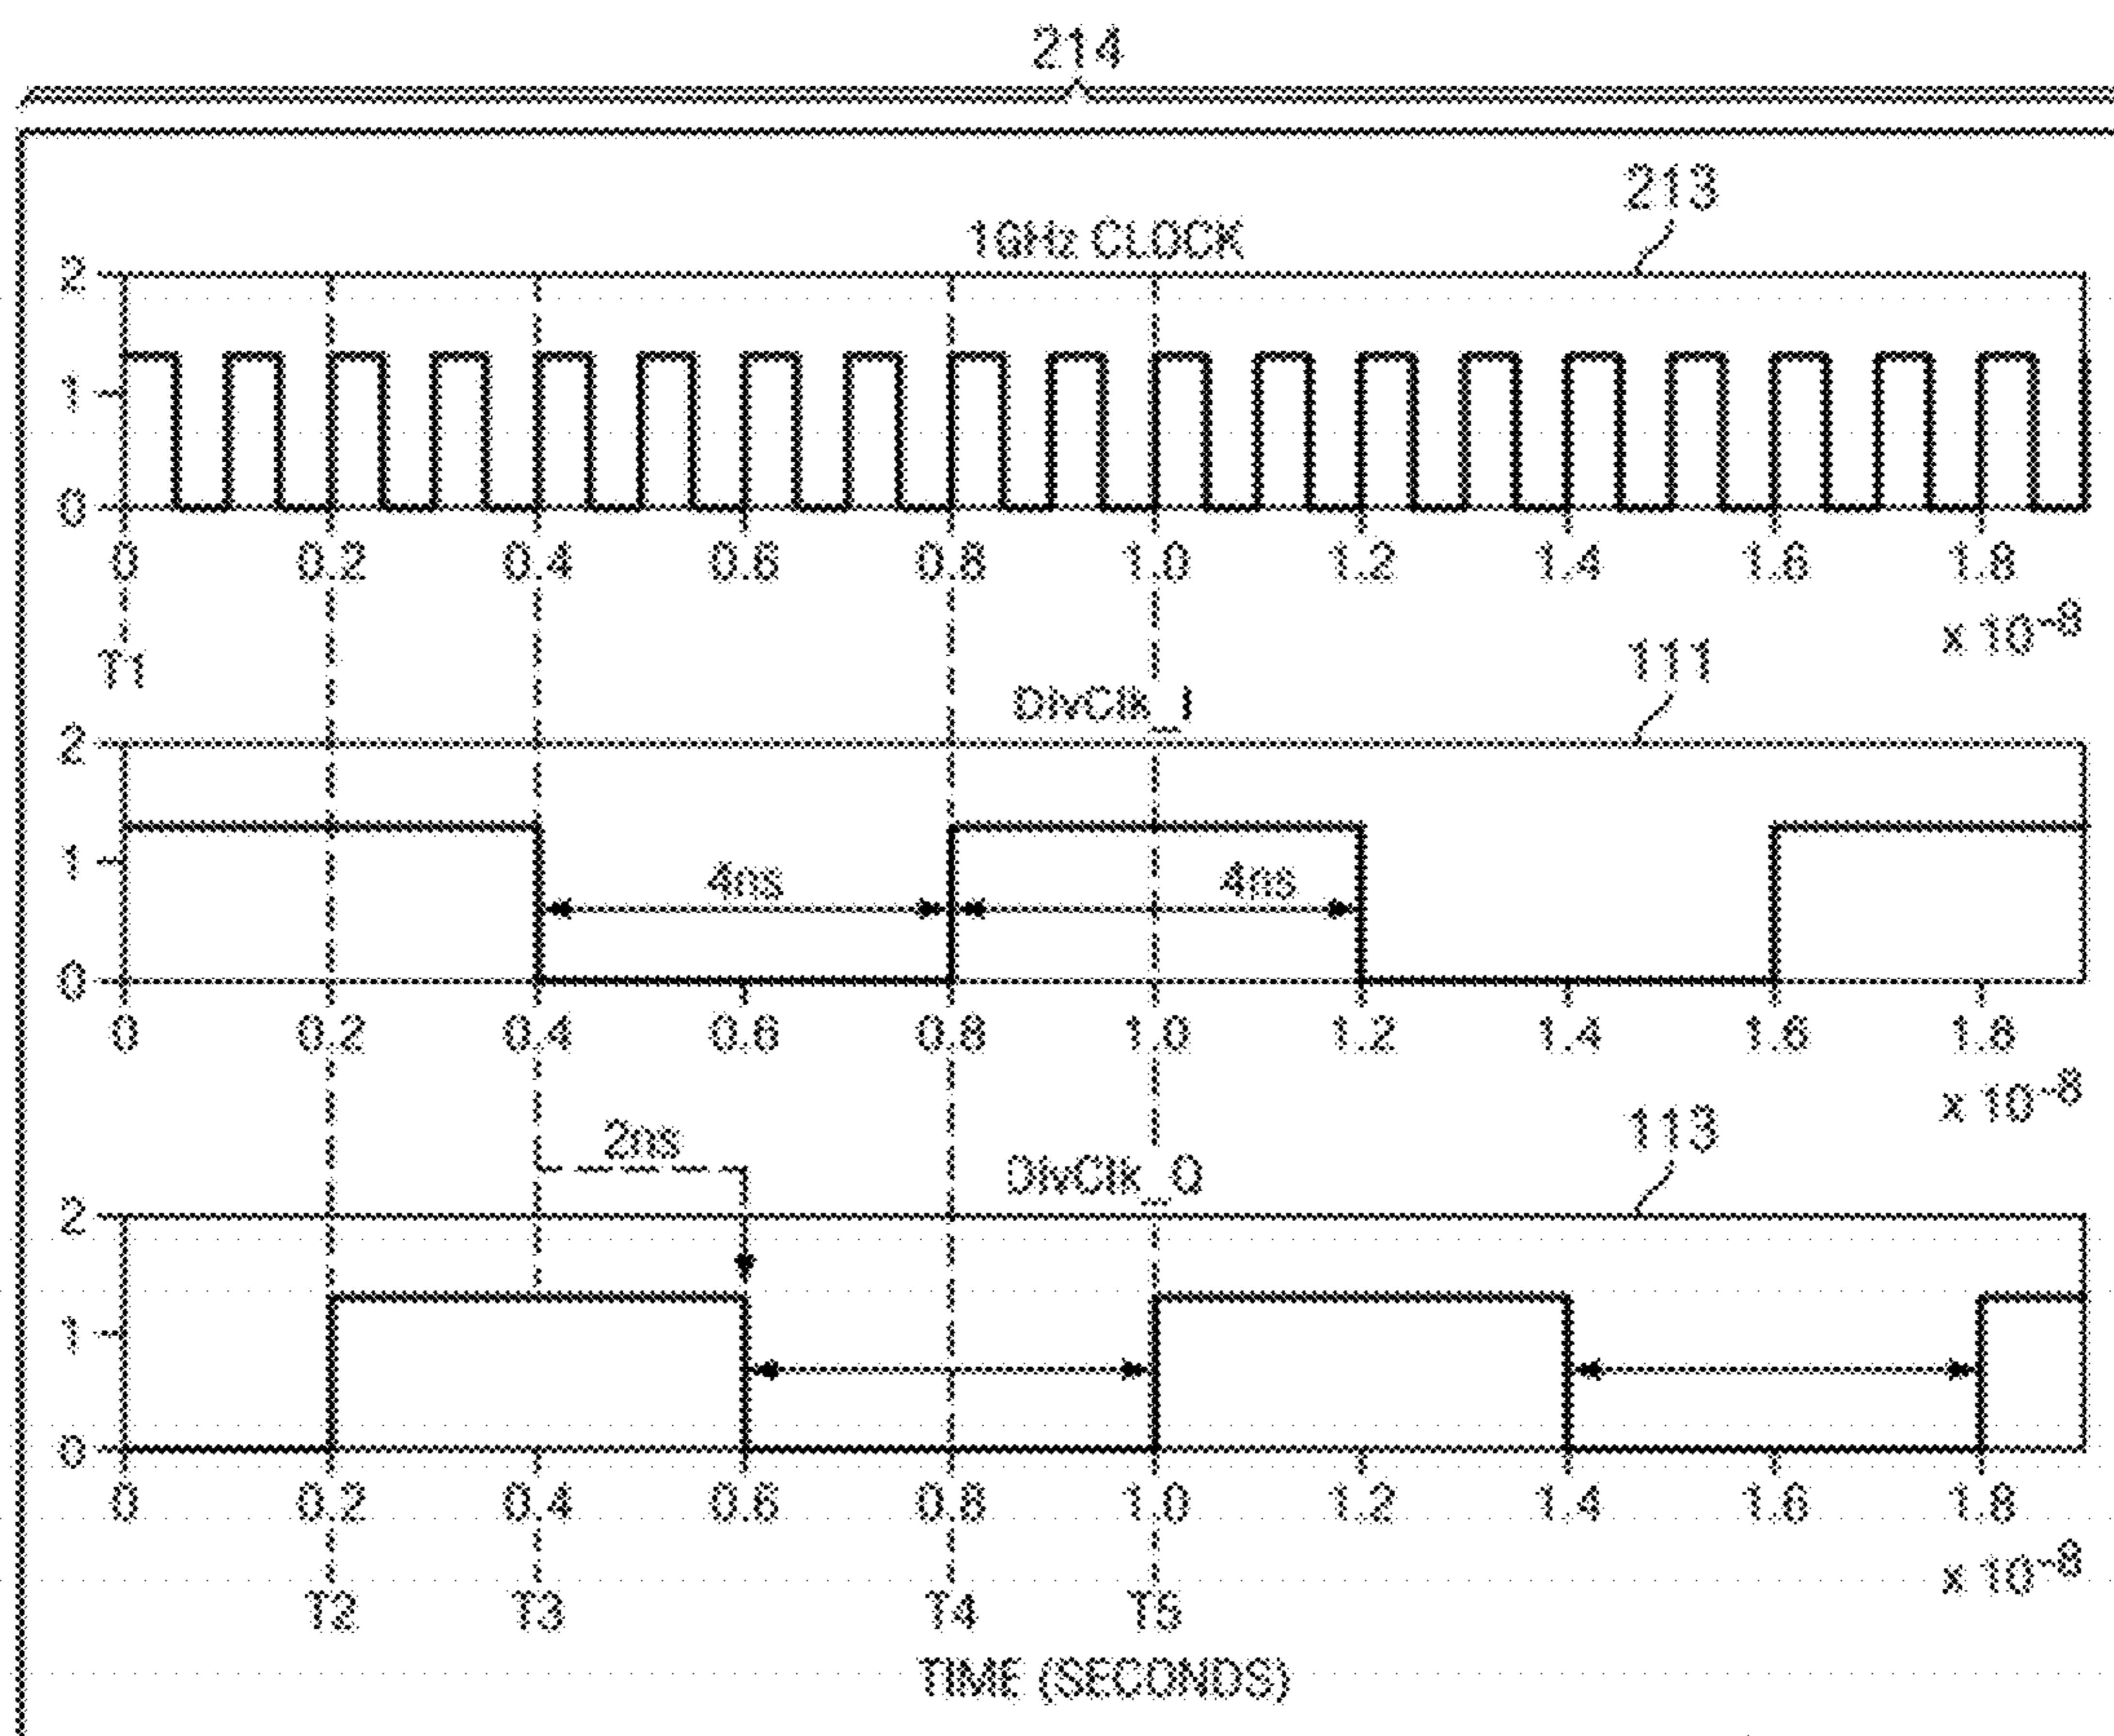 214
213
1GHz CLOCK
2
1
0
0 0.2 0.4 0.6 0.8 1.0 1.2 1.4 1.6 1.8
x 10-8
T1
111
DivClk_I
2
1
4ns 4ns
0
0 0.2 0.4 0.6 0.8 1.0 1.2 1.4 1.6 1.8
x 10-8
113
2ns
DivClk_Q
2
1
0
0 0.2 0.4 0.6 0.8 1.0 1.2 1.4 1.6 1.8
x 10-8
T2 T3 T4 T5
TIME (SECONDS)